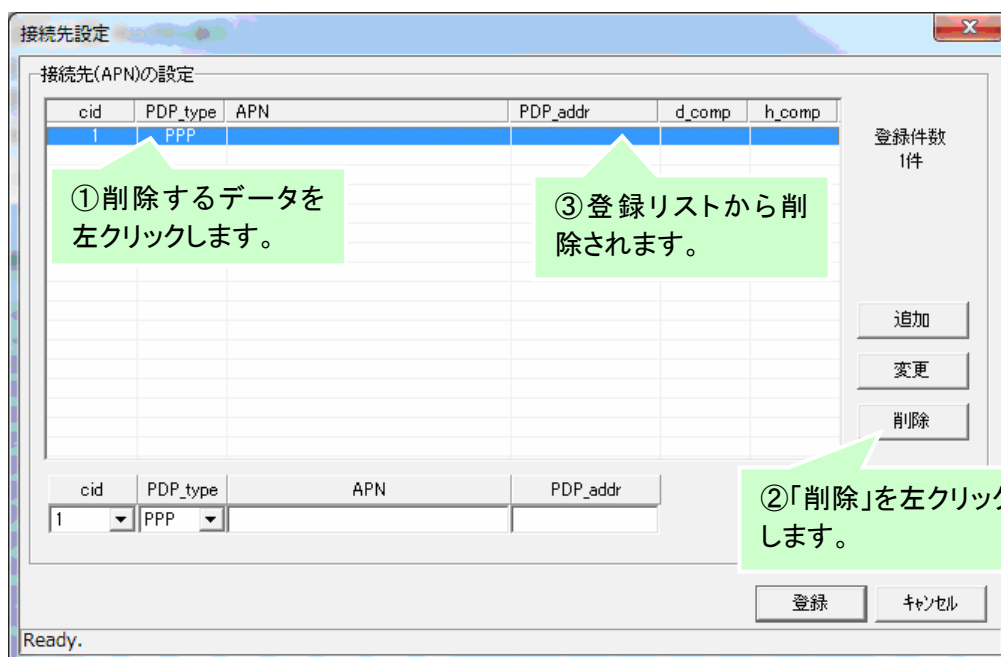 接続先設定
接続先(APN)の設定
cid PDP_type APN PDP_addr d_comp h_comp
1 PPP
登録件数
1件
①削除するデータを
左クリックします。
③登録リストから削
除されます。
追加
変更
削除
②「削除」を左クリック
します。
cid PDP_type APN PDP_addr
1 PPP
登録 キャンセル
Ready.